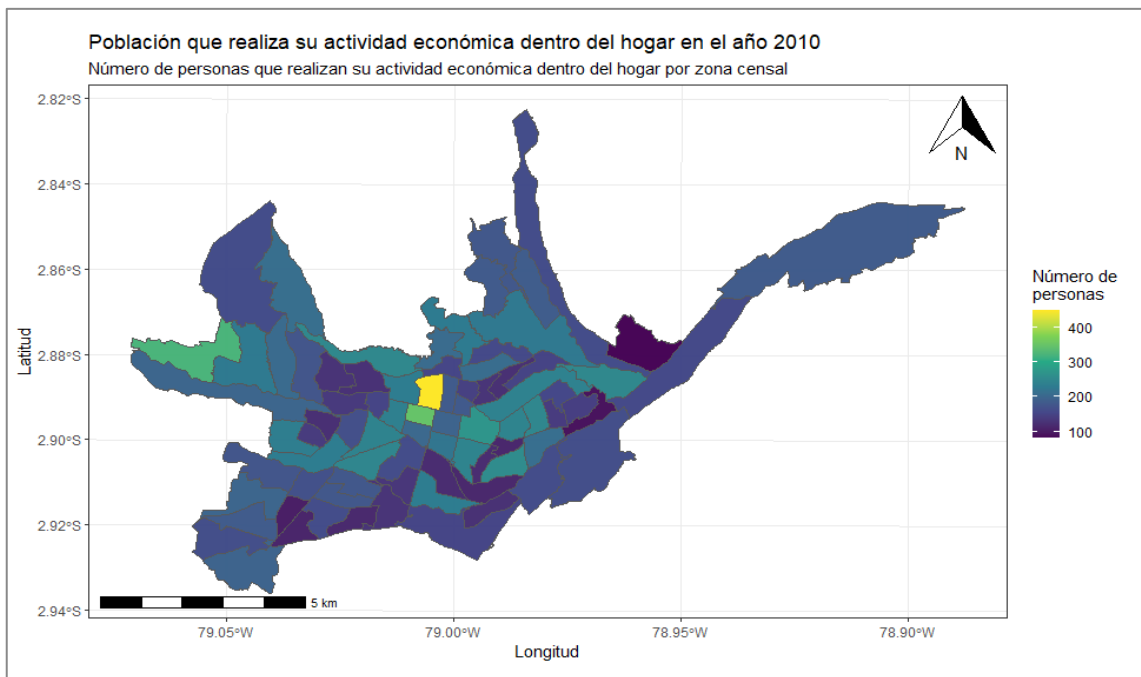 Población que realiza su actividad económica dentro del hogar en el año 2010
Número de personas que realizan su actividad económica dentro del hogar por zona censal
2.82°S
2.84°S
2.86°S
2.88°S
2.90°S
2.92°S
2.94°S
Latitud
N
Número de
personas
400
300
200
100
5 km
79.05°W
79.00°W
78.95°W
78.90°W
Longitud